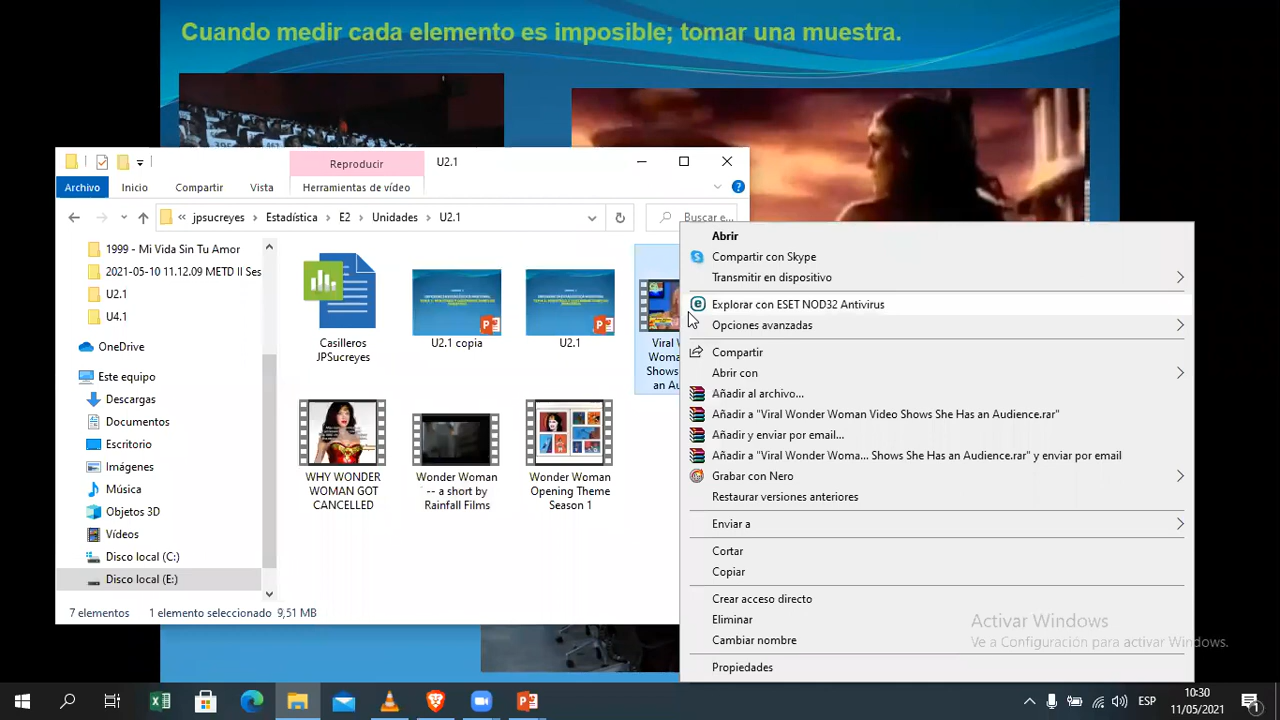 Cuando medir cada elemento es imposible; tomar una muestra.
Reproducir
U2.1
Archivo
Inicio
Compartir
Vista
Herramientas de vídeo
?
«
jpsucreyes
Estadística
E2
Unidades
U2.1
Buscar e...
1999 - Mi Vida Sin Tu Amor
2021-05-10 11.12.09 METD II Ses
U2.1
U4.1
OneDrive
Este equipo
Descargas
Documentos
Escritorio
Imágenes
Música
Objetos 3D
Vídeos
Disco local (C:)
Disco local (E:)
Casilleros
JPSucreyes
U2.1 copia
U2.1
Viral W
Woma
Shows
an Au
WHY WONDER
WOMAN GOT
CANCELLED
Wonder Woman
-- a short by
Rainfall Films
Wonder Woman
Opening Theme
Season 1
7 elementos
1 elemento seleccionado 9,51 MB
Abrir
Compartir con Skype
Transmitir en dispositivo
Explorar con ESET NOD32 Antivirus
Opciones avanzadas
Compartir
Abrir con
Añadir al archivo...
Añadir a "Viral Wonder Woman Video Shows She Has an Audience.rar"
Añadir y enviar por email...
Añadir a "Viral Wonder Woma... Shows She Has an Audience.rar" y enviar por email
Grabar con Nero
Restaurar versiones anteriores
Enviar a
Cortar
Copiar
Crear acceso directo
Eliminar
Cambiar nombre
Propiedades
Activar Windows
Ve a Configuración para activar Windows.
ESP
10:30
11/05/2021
1